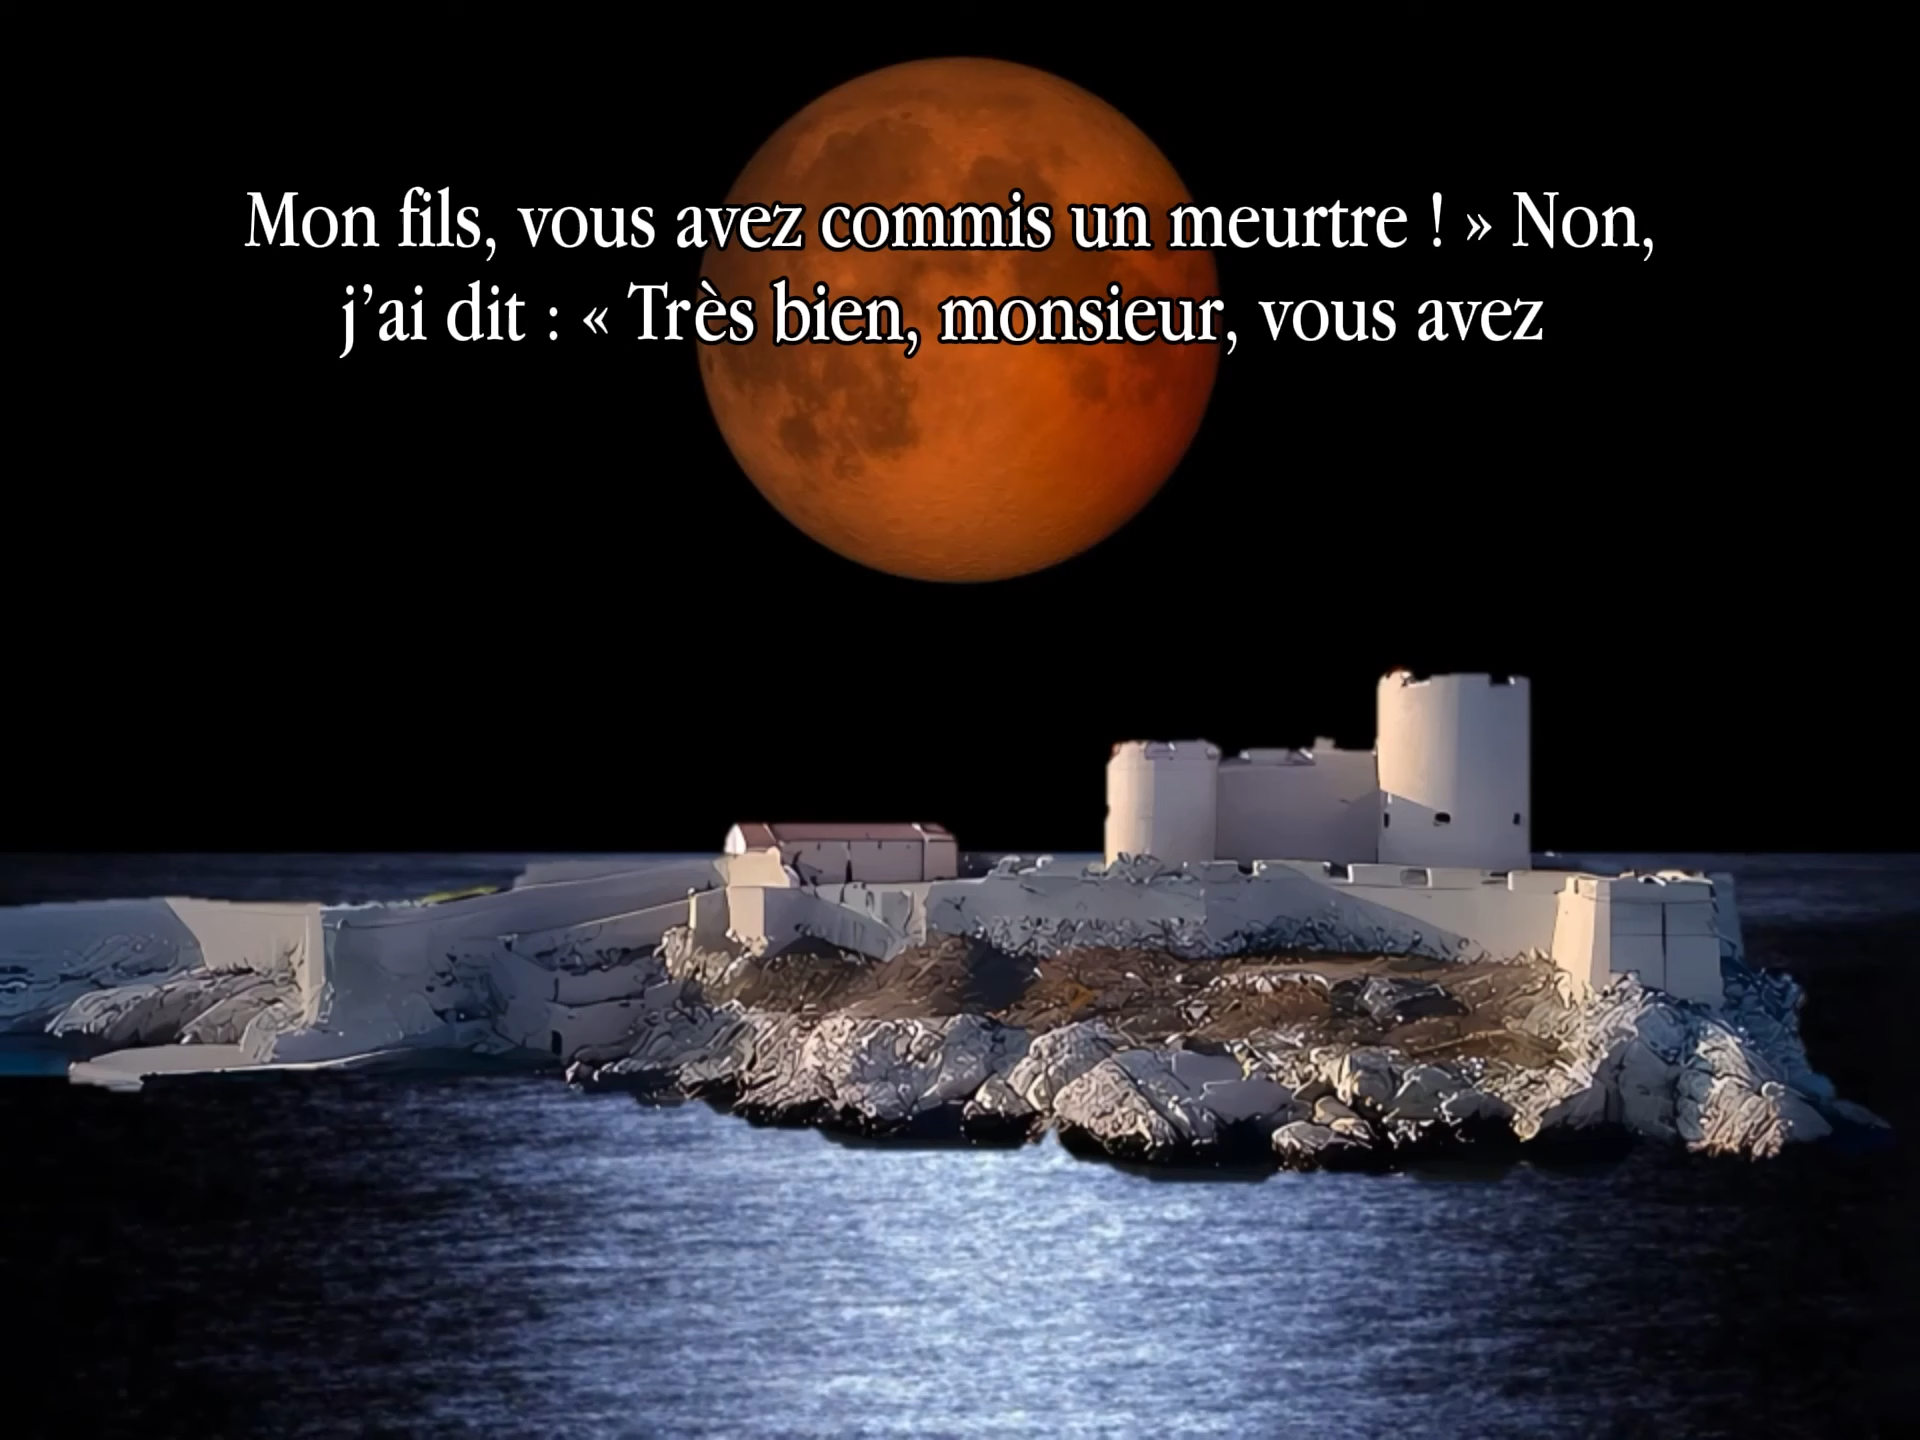 Mon fils, vous avez commis un meurtre ! » Non,
j’ai dit : « Très bien, monsieur, vous avez